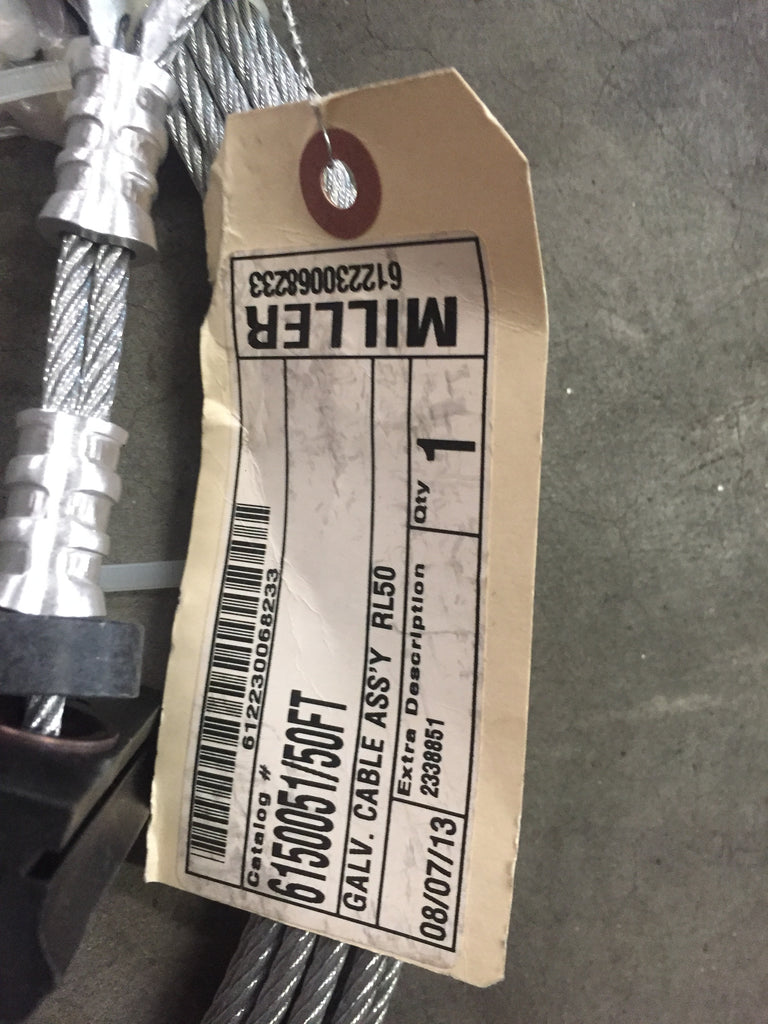 612230068233
MILLER
612230068233
Catalog #
6150051/50FT
GALV. CABLE ASS'Y RL50
Extra Description
2338851
Qty
1
08/07/13